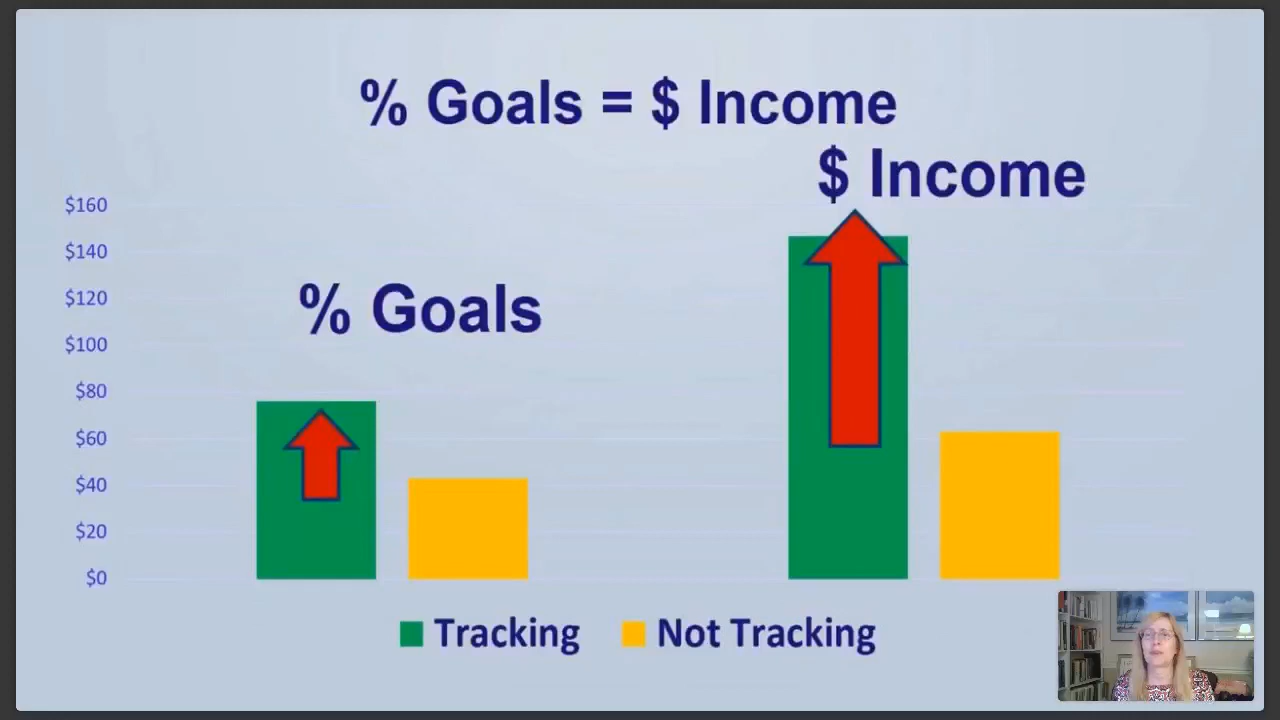 % Goals = $ Income
$ Income
% Goals
$160
$140
$120
$100
$80
$60
$40
$20
$0
Tracking
Not Tracking